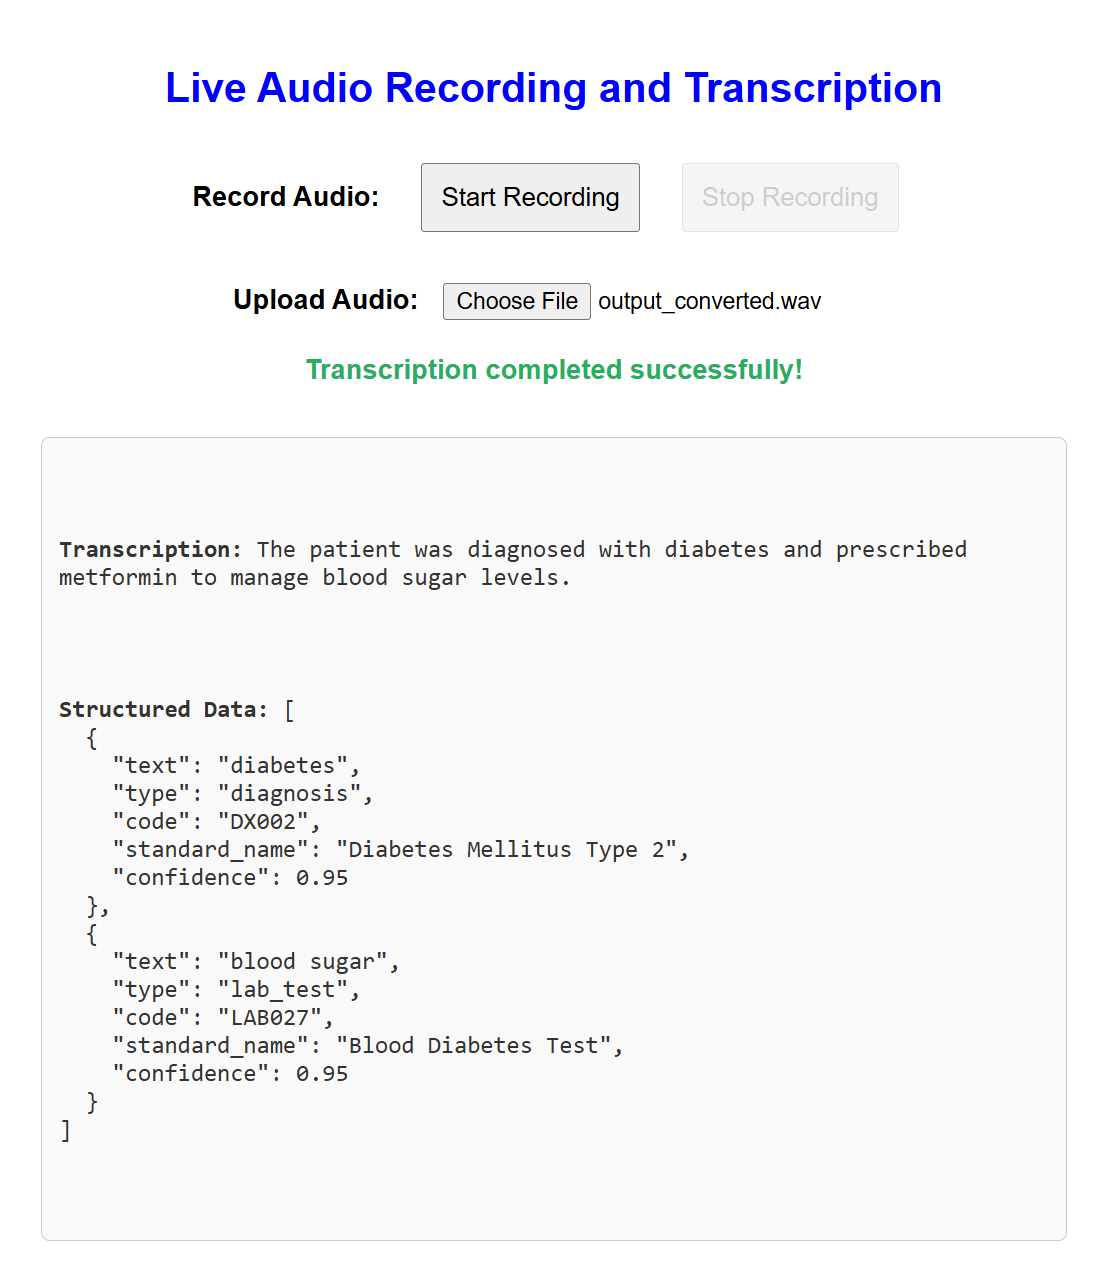 Live Audio Recording and Transcription
Record Audio: Start Recording Stop Recording
Upload Audio: Choose File output_converted.wav
Transcription completed successfully!
Transcription: The patient was diagnosed with diabetes and prescribed
metformin to manage blood sugar levels.
Structured Data: [
  {
    "text": "diabetes",
    "type": "diagnosis",
    "code": "DX002",
    "standard_name": "Diabetes Mellitus Type 2",
    "confidence": 0.95
  },
  {
    "text": "blood sugar",
    "type": "lab_test",
    "code": "LAB027",
    "standard_name": "Blood Diabetes Test",
    "confidence": 0.95
  }
]